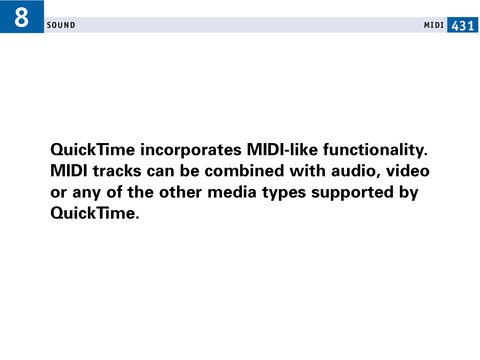 8
SOUND
MIDI 431
QuickTime incorporates MIDI-like functionality.
MIDI tracks can be combined with audio, video
or any of the other media types supported by
QuickTime.